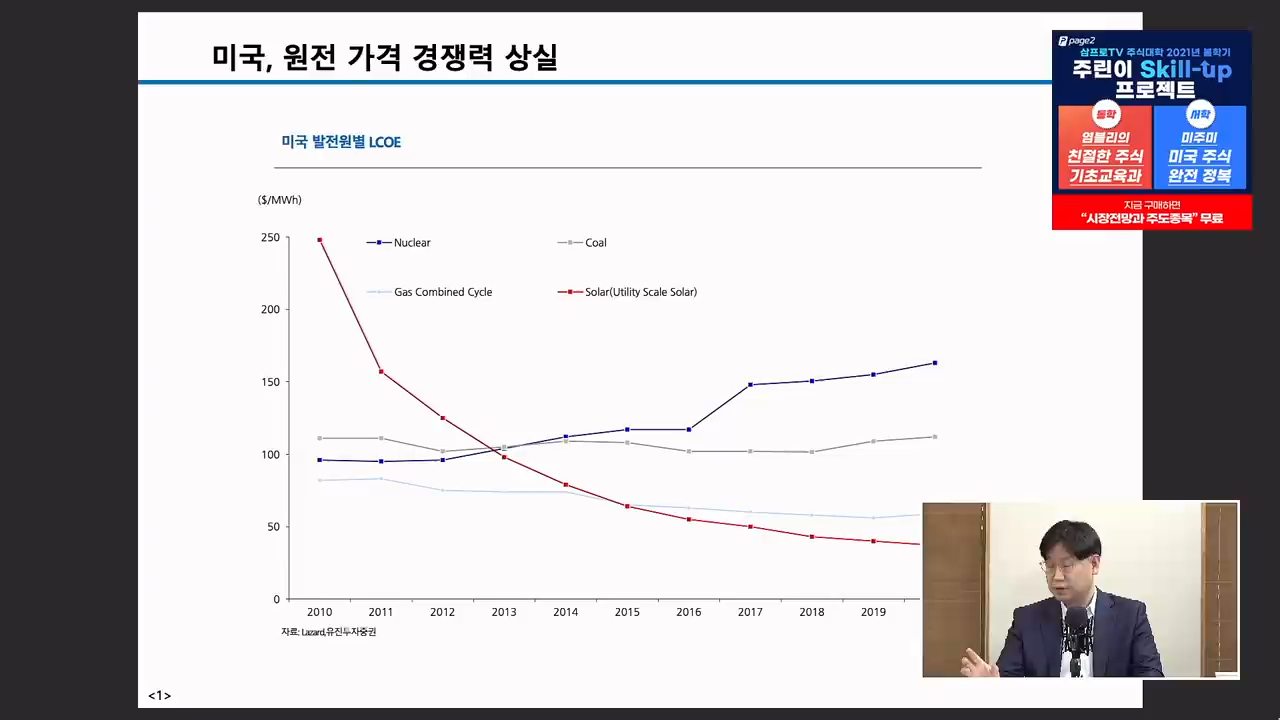 미국, 원전 가격 경쟁력 상실
page2
삼프로TV 주식대학 2021년 봄학기
주린이 Skill-up
프로젝트
동학
염블리의
친절한 주식
기초교육과
서학
미주미
미국 주식
완전 정복
지금 구매하면
“시장전망과 주도종목” 무료
미국 발전원별 LCOE
($/MWh)
250
200
150
100
50
0
Nuclear
Coal
Gas Combined Cycle
Solar(Utility Scale Solar)
2010 2011 2012 2013 2014 2015 2016 2017 2018 2019
자료: Lazard,유진투자증권
<1>